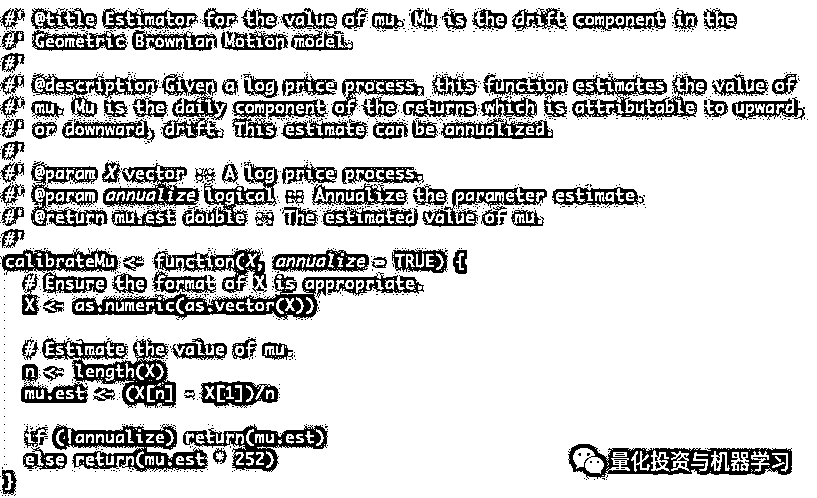 #' @title Estimator for the value of mu. Mu is the drift component in the
#' Geometric Brownian Motion model.
#'
#' @description Given a log price process, this function estimates the value of
#' mu. Mu is the daily component of the returns which is attributable to upward,
#' or downward, drift. This estimate can be annualized.
#'
#' @param X vector :: A log price process.
#' @param annualize logical :: Annualize the parameter estimate.
#' @return mu.est double :: The estimated value of mu.
#'
calibrateMu <- function(X, annualize = TRUE) {
  # Ensure the format of X is appropriate.
  X <- as.numeric(as.vector(X))

  # Estimate the value of mu.
  n <- length(X)
  mu.est <- (X[n] - X[1])/n

  if (!annualize) return(mu.est)
  else return(mu.est * 252)
}
量化投资与机器学习